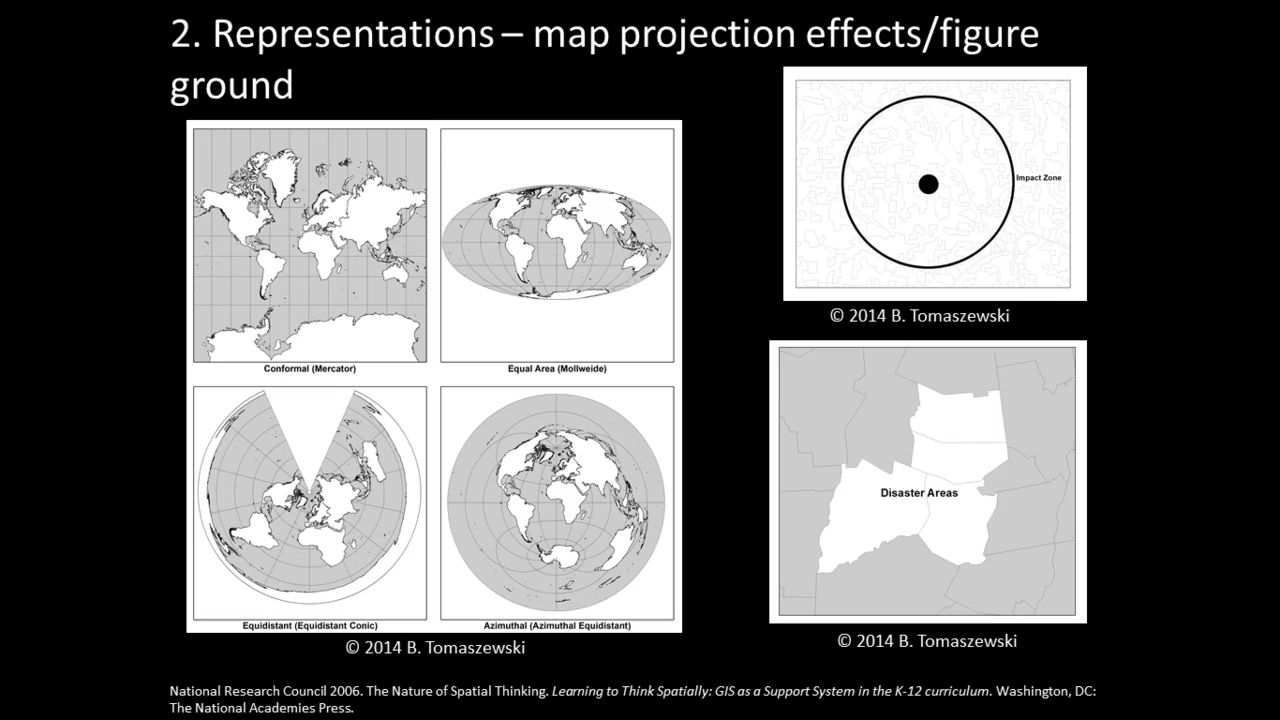 2. Representations – map projection effects/figure
ground
Conformal (Mercator)
Equal Area (Mollweide)
Equidistant (Equidistant Conic)
Azimuthal (Azimuthal Equidistant)
© 2014 B. Tomaszewski
Impact Zone
© 2014 B. Tomaszewski
Disaster Areas
© 2014 B. Tomaszewski
National Research Council 2006. The Nature of Spatial Thinking. Learning to Think Spatially: GIS as a Support System in the K-12 curriculum. Washington, DC:
The National Academies Press.